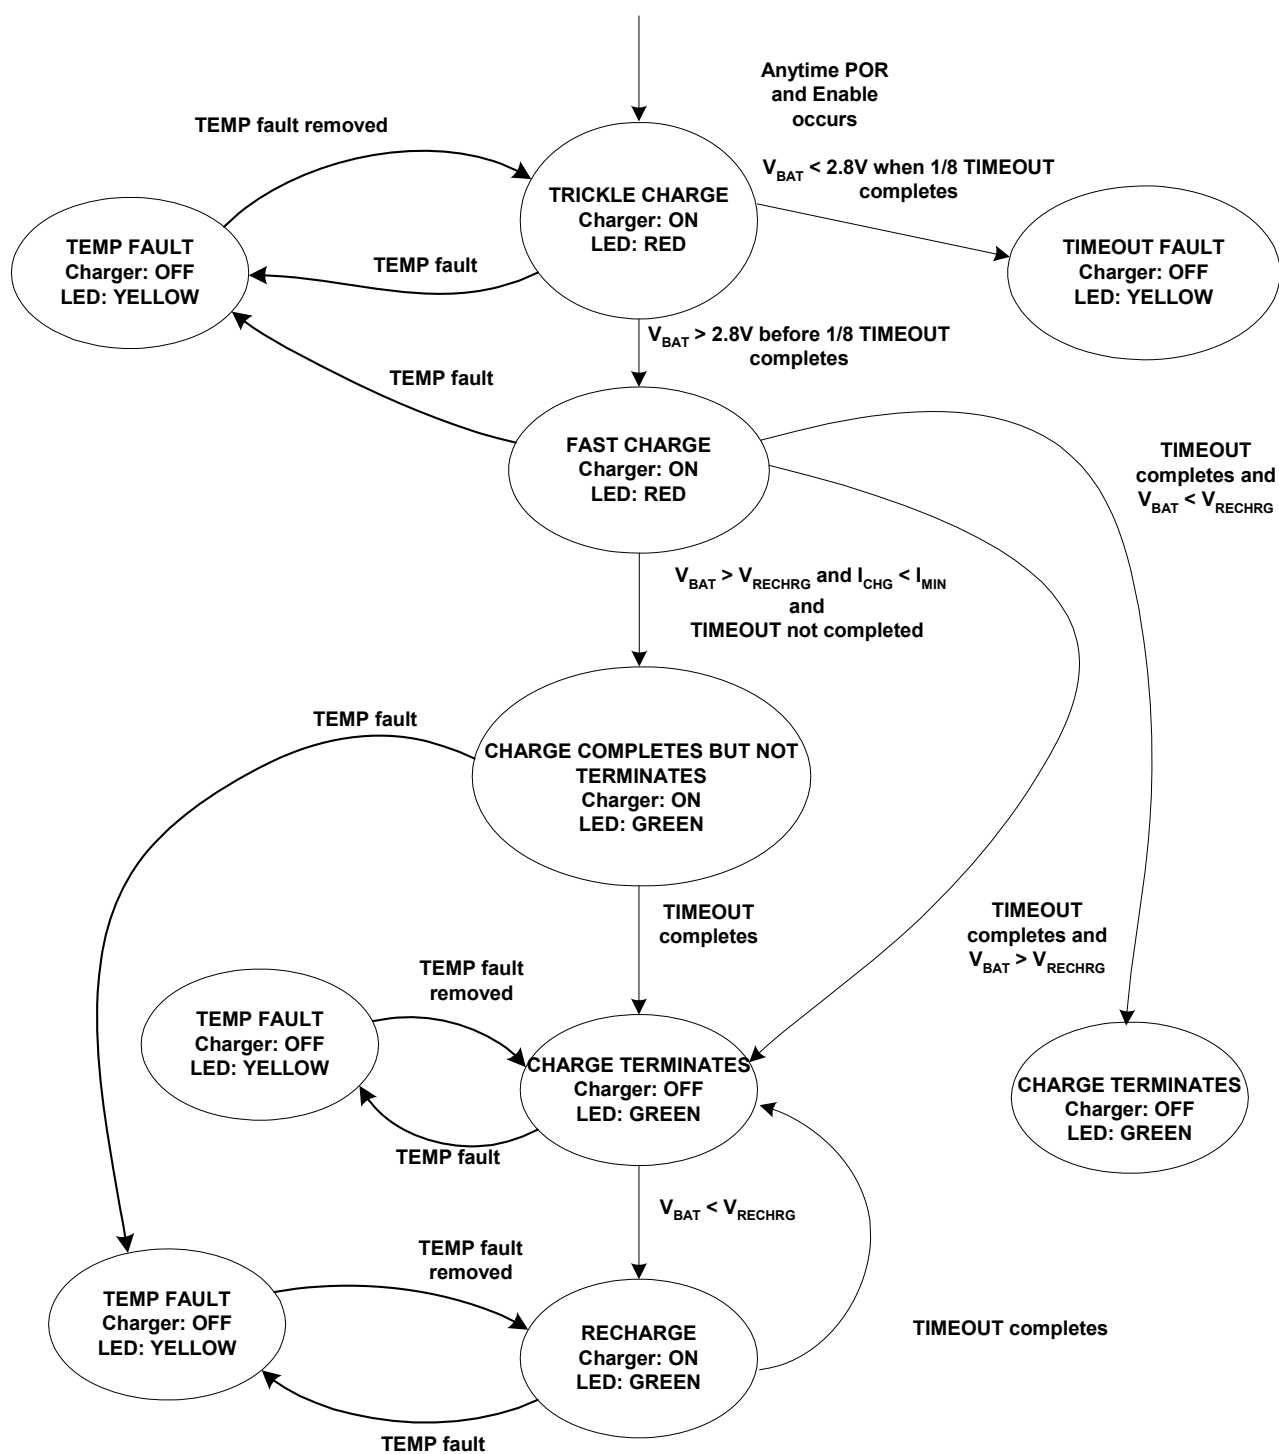 Anytime POR
and Enable
occurs
TEMP fault removed
V_BAT < 2.8V when 1/8 TIMEOUT
completes
TRICKLE CHARGE
Charger: ON
LED: RED
TEMP FAULT
Charger: OFF
LED: YELLOW
TEMP fault
TIMEOUT FAULT
Charger: OFF
LED: YELLOW
V_BAT > 2.8V before 1/8 TIMEOUT
completes
TEMP fault
FAST CHARGE
Charger: ON
LED: RED
TIMEOUT
completes and
V_BAT < V_RECHRG
V_BAT > V_RECHRG and I_CHG < I_MIN
and
TIMEOUT not completed
TEMP fault
CHARGE COMPLETES BUT NOT
TERMINATES
Charger: ON
LED: GREEN
TIMEOUT
completes
TIMEOUT
completes and
V_BAT > V_RECHRG
TEMP fault
removed
TEMP FAULT
Charger: OFF
LED: YELLOW
CHARGE TERMINATES
Charger: OFF
LED: GREEN
CHARGE TERMINATES
Charger: OFF
LED: GREEN
TEMP fault
V_BAT < V_RECHRG
TEMP fault
removed
TEMP FAULT
Charger: OFF
LED: YELLOW
RECHARGE
Charger: ON
LED: GREEN
TIMEOUT completes
TEMP fault